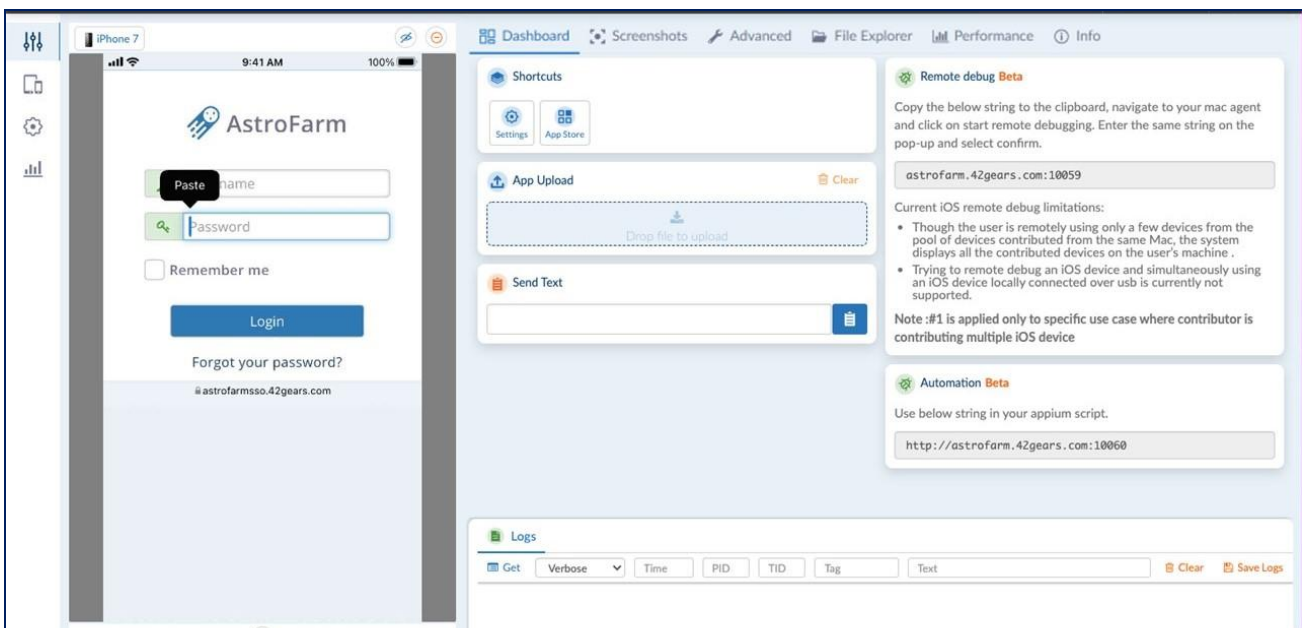 iPhone 7
9:41 AM
100%
AstroFarm
Paste
name
Password
Remember me
Login
Forgot your password?
astrofarmsso.42gears.com
Dashboard
Screenshots
Advanced
File Explorer
Performance
Info
Shortcuts
Settings
App Store
App Upload
Clear
Drop file to upload
Send Text
Remote debug Beta
Copy the below string to the clipboard, navigate to your mac agent
and click on start remote debugging. Enter the same string on the
pop-up and select confirm.
astrofarm.42gears.com:10059
Current iOS remote debug limitations:
• Though the user is remotely using only a few devices from the
pool of devices contributed from the same Mac, the system
displays all the contributed devices on the user's machine .
• Trying to remote debug an iOS device and simultaneously using
an iOS device locally connected over usb is currently not
supported.
Note :#1 is applied only to specific use case where contributor is
contributing multiple iOS device
Automation Beta
Use below string in your appium script.
http://astrofarm.42gears.com:10060
Logs
Get
Verbose
Time
PID
TID
Tag
Text
Clear
Save Logs